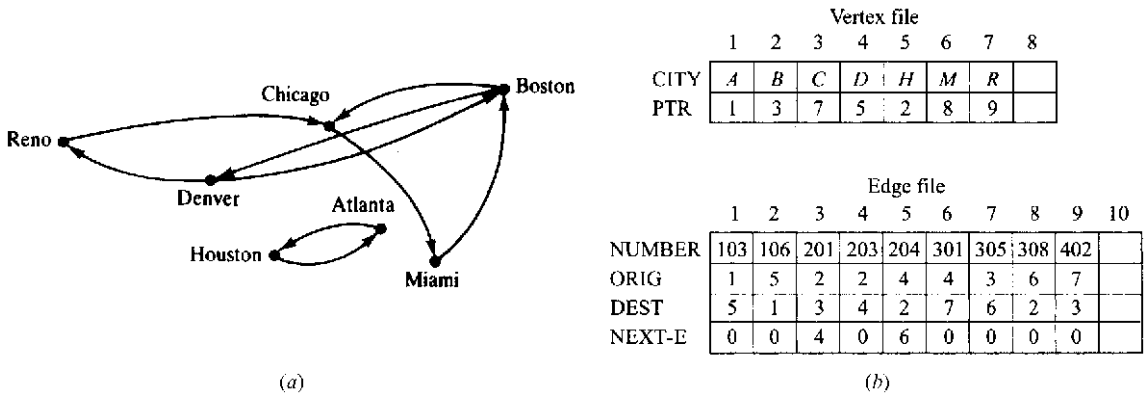 Boston
Chicago
Reno
Denver
Atlanta
Houston
Miami
(a)
Vertex file
1 2 3 4 5 6 7 8
CITY A B C D H M R
PTR 1 3 7 5 2 8 9
Edge file
1 2 3 4 5 6 7 8 9 10
NUMBER 103 106 201 203 204 301 305 308 402
ORIG 1 5 2 2 4 4 3 6 7
DEST 5 1 3 4 2 7 6 2 3
NEXT-E 0 0 4 0 6 0 0 0 0
(b)